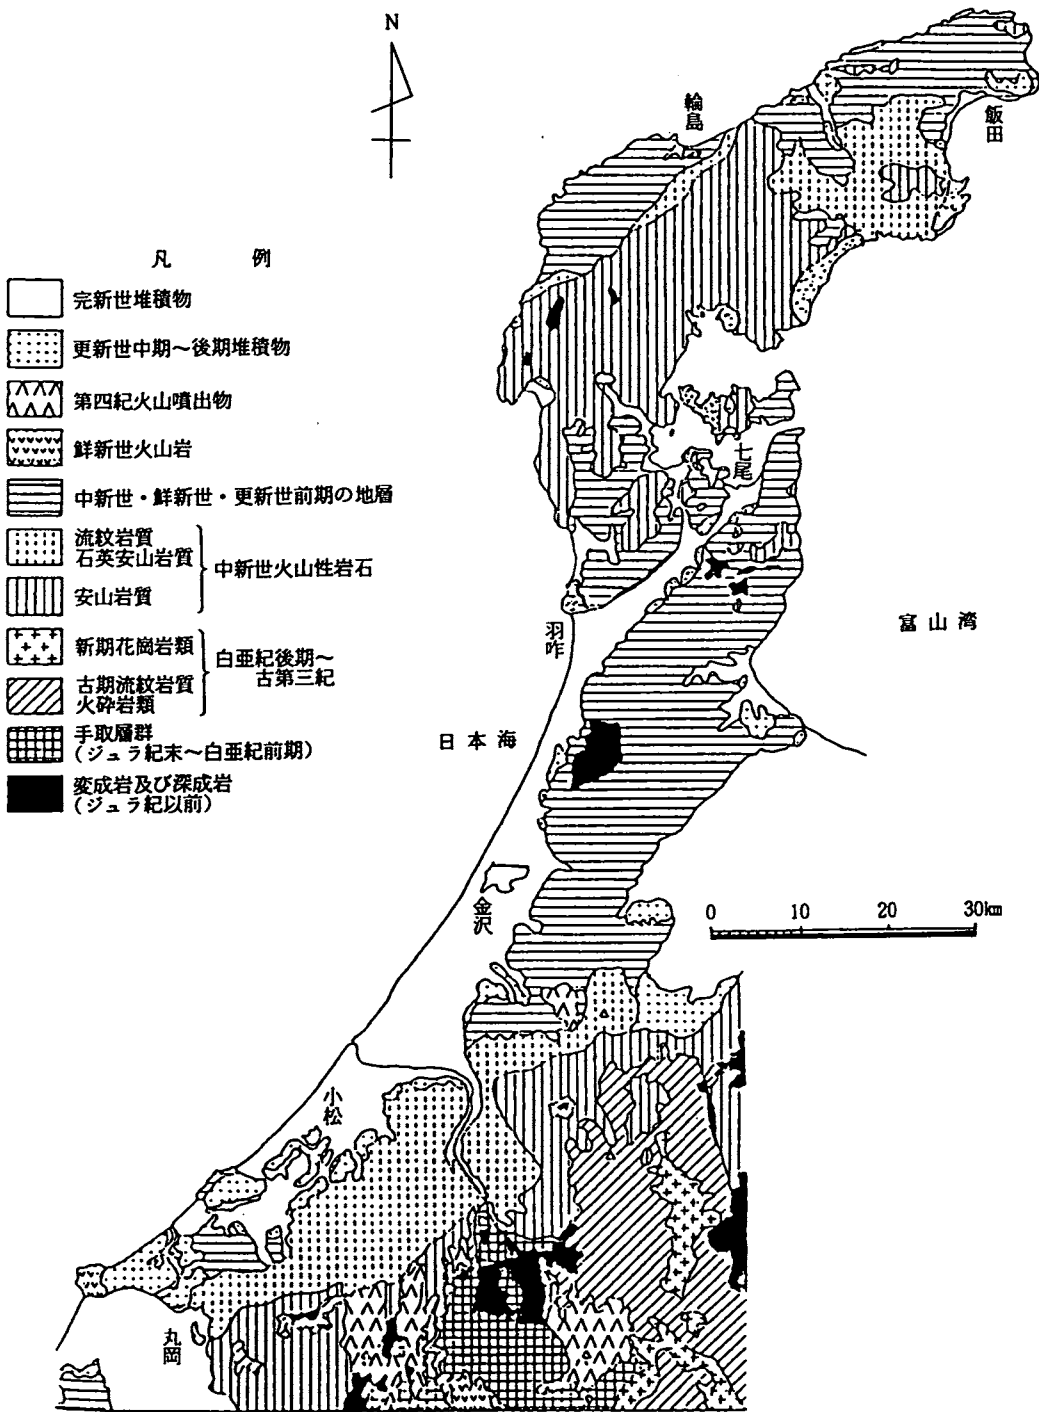 N
輪島
飯田
凡例
完新世堆積物
更新世中期～後期堆積物
第四紀火山噴出物
鮮新世火山岩
中新世・鮮新世・更新世前期の地層
流紋岩質
石英安山岩質
中新世火山性岩石
安山岩質
新期花崗岩類
白亜紀後期～
古第三紀
古期流紋岩質
火砕岩類
手取層群
(ジュラ紀末～白亜紀前期)
変成岩及び深成岩
(ジュラ紀以前)
七尾
羽咋
富山湾
日本海
金沢
0 10 20 30km
小松
丸岡